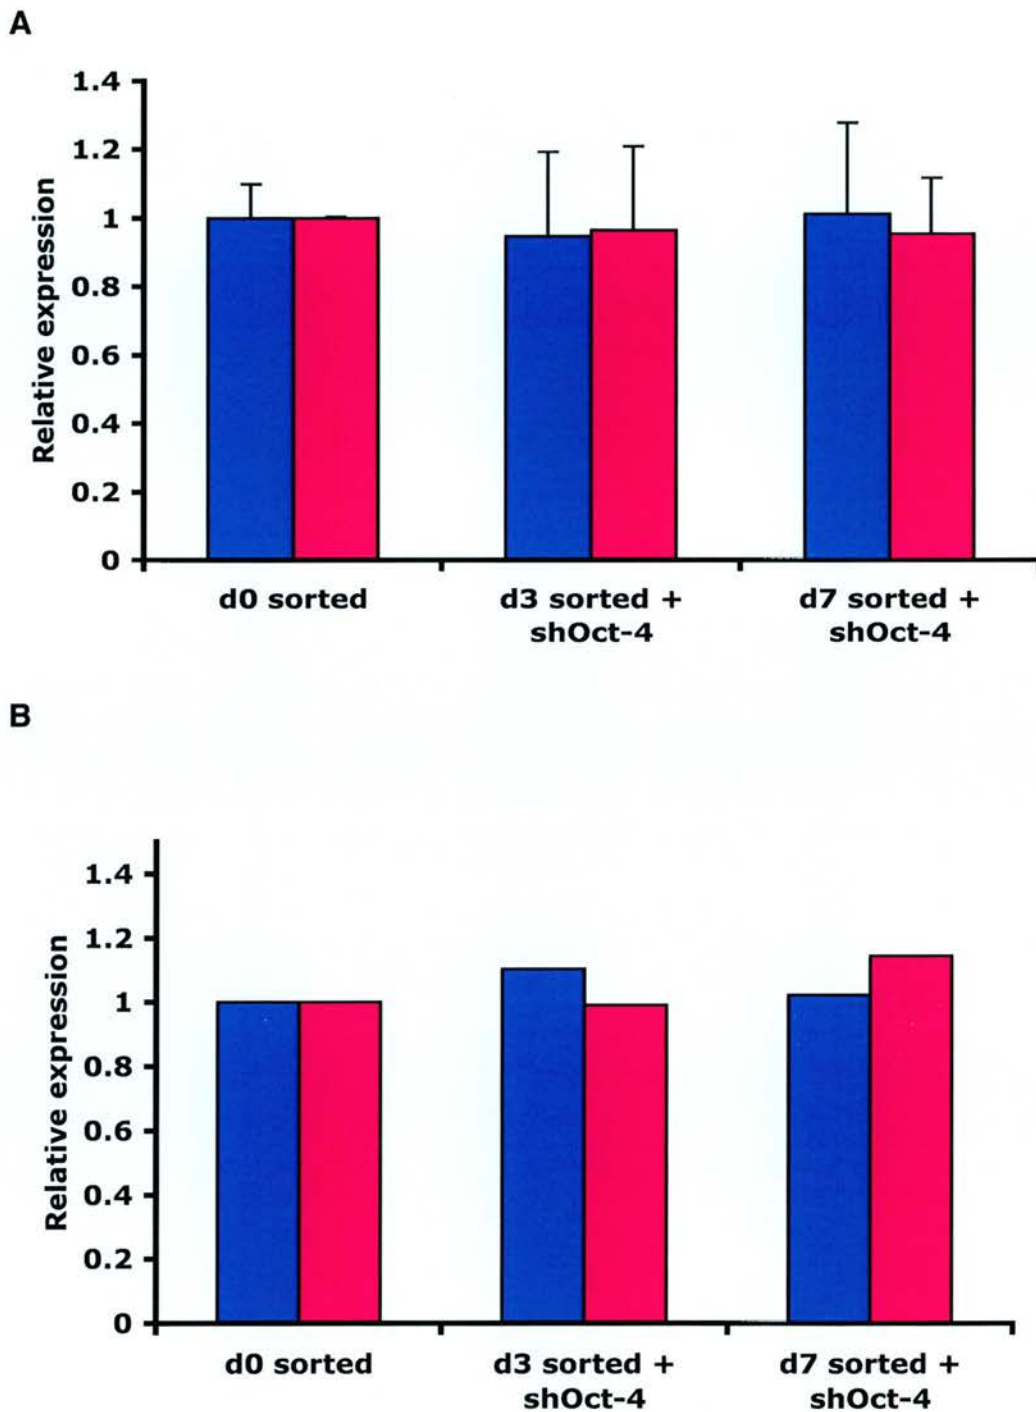 A
1.4
1.2
1
0.8
0.6
0.4
0.2
0
Relative expression
d0 sorted
d3 sorted +
shOct-4
d7 sorted +
shOct-4
B
1.4
1.2
1
0.8
0.6
0.4
0.2
0
Relative expression
d0 sorted
d3 sorted +
shOct-4
d7 sorted +
shOct-4